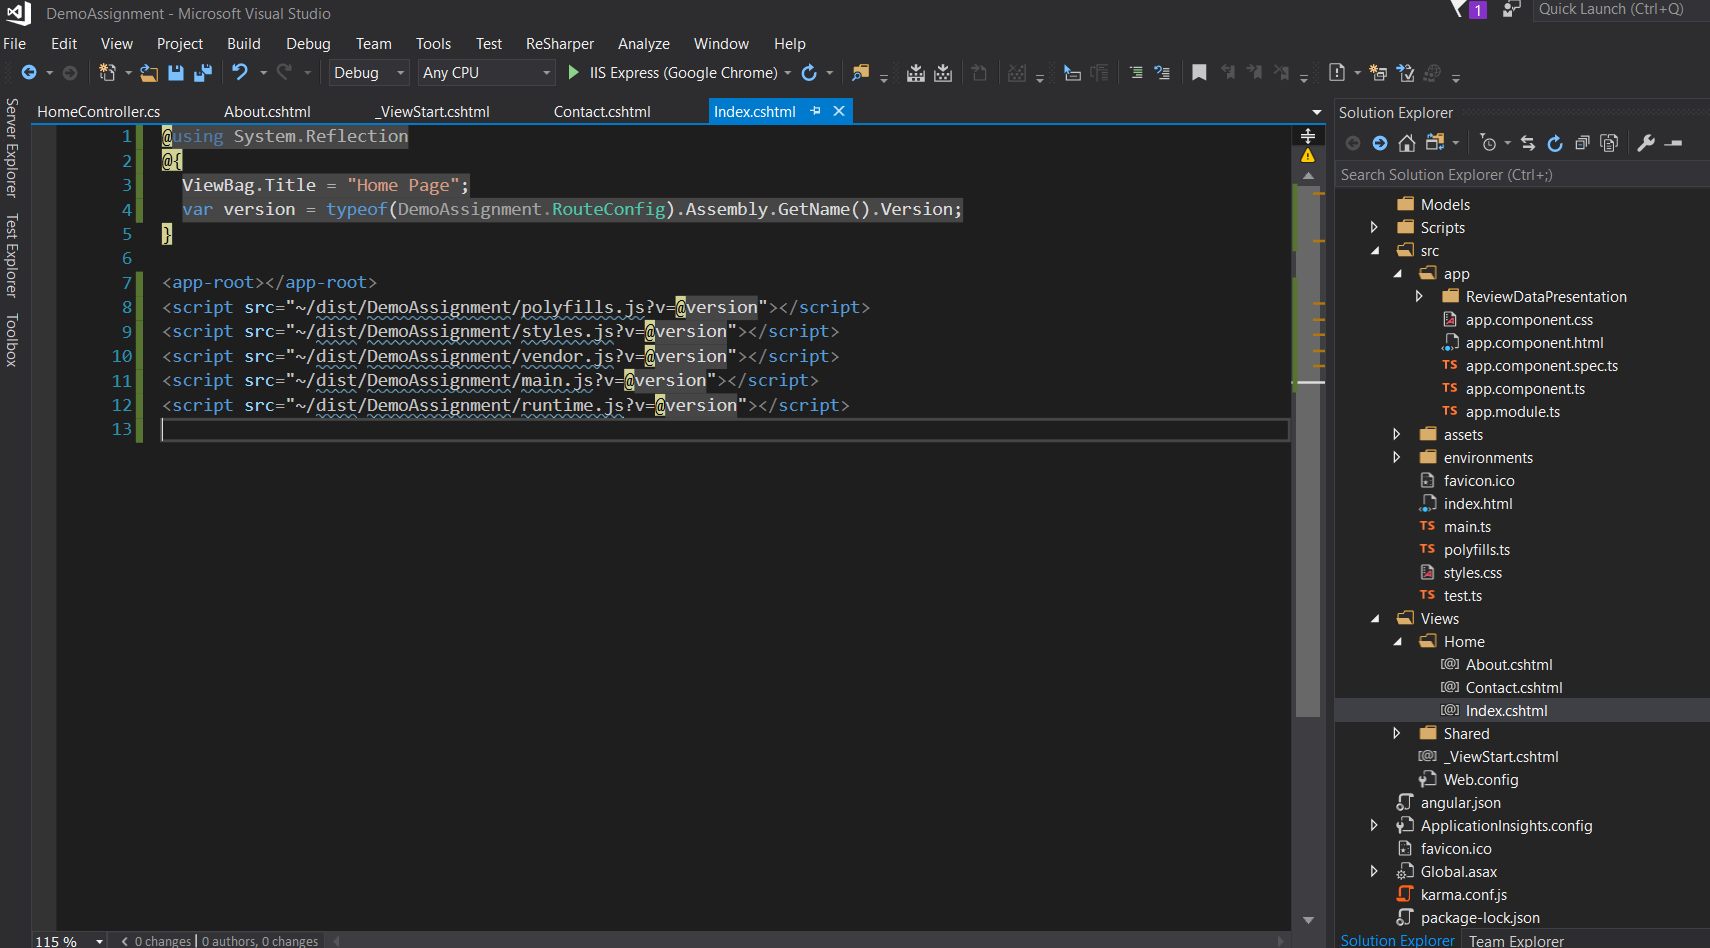 DemoAssignment - Microsoft Visual Studio
1
Quick Launch (Ctrl+Q)
File Edit View Project Build Debug Team Tools Test ReSharper Analyze Window Help
Debug Any CPU IIS Express (Google Chrome)
Server Explorer
Test Explorer
Toolbox
HomeController.cs About.cshtml _ViewStart.cshtml Contact.cshtml Index.cshtml
1 @using System.Reflection
2 @{
3 ViewBag.Title = "Home Page";
4 var version = typeof(DemoAssignment.RouteConfig).Assembly.GetName().Version;
5 }
6
7 <app-root></app-root>
8 <script src="~/dist/DemoAssignment/polyfills.js?v=@version"></script>
9 <script src="~/dist/DemoAssignment/styles.js?v=@version"></script>
10 <script src="~/dist/DemoAssignment/vendor.js?v=@version"></script>
11 <script src="~/dist/DemoAssignment/main.js?v=@version"></script>
12 <script src="~/dist/DemoAssignment/runtime.js?v=@version"></script>
13
115 % 0 changes | 0 authors, 0 changes
Solution Explorer
Search Solution Explorer (Ctrl+;)
Models
Scripts
src
app
ReviewDataPresentation
app.component.css
app.component.html
TS app.component.spec.ts
TS app.component.ts
TS app.module.ts
assets
environments
favicon.ico
index.html
TS main.ts
TS polyfills.ts
styles.css
TS test.ts
Views
Home
[@] About.cshtml
[@] Contact.cshtml
[@] Index.cshtml
Shared
[@] _ViewStart.cshtml
Web.config
angular.json
ApplicationInsights.config
favicon.ico
Global.asax
karma.conf.js
package-lock.json
Solution Explorer Team Explorer